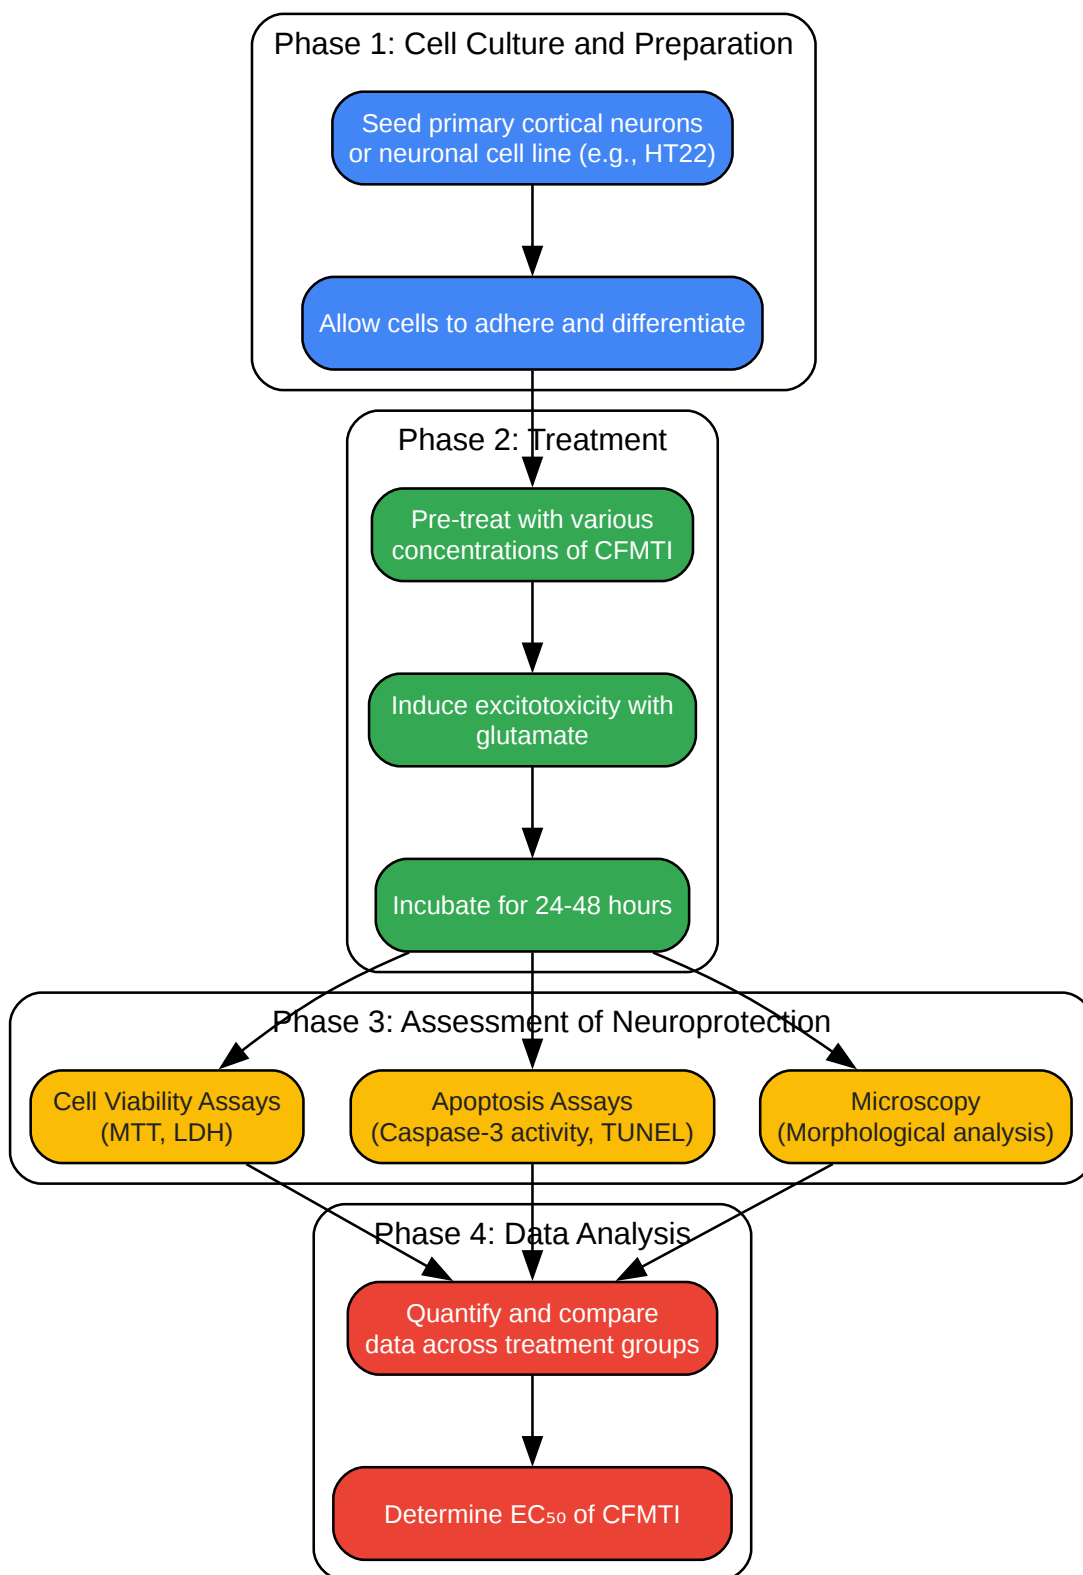 Phase 1: Cell Culture and Preparation
Seed primary cortical neurons
or neuronal cell line (e.g., HT22)
Allow cells to adhere and differentiate
Phase 2: Treatment
Pre-treat with various
concentrations of CFMTI
Induce excitotoxicity with
glutamate
Incubate for 24-48 hours
Phase 3: Assessment of Neuroprotection
Cell Viability Assays
(MTT, LDH)
Apoptosis Assays
(Caspase-3 activity, TUNEL)
Microscopy
(Morphological analysis)
Phase 4: Data Analysis
Quantify and compare
data across treatment groups
Determine EC₅₀ of CFMTI